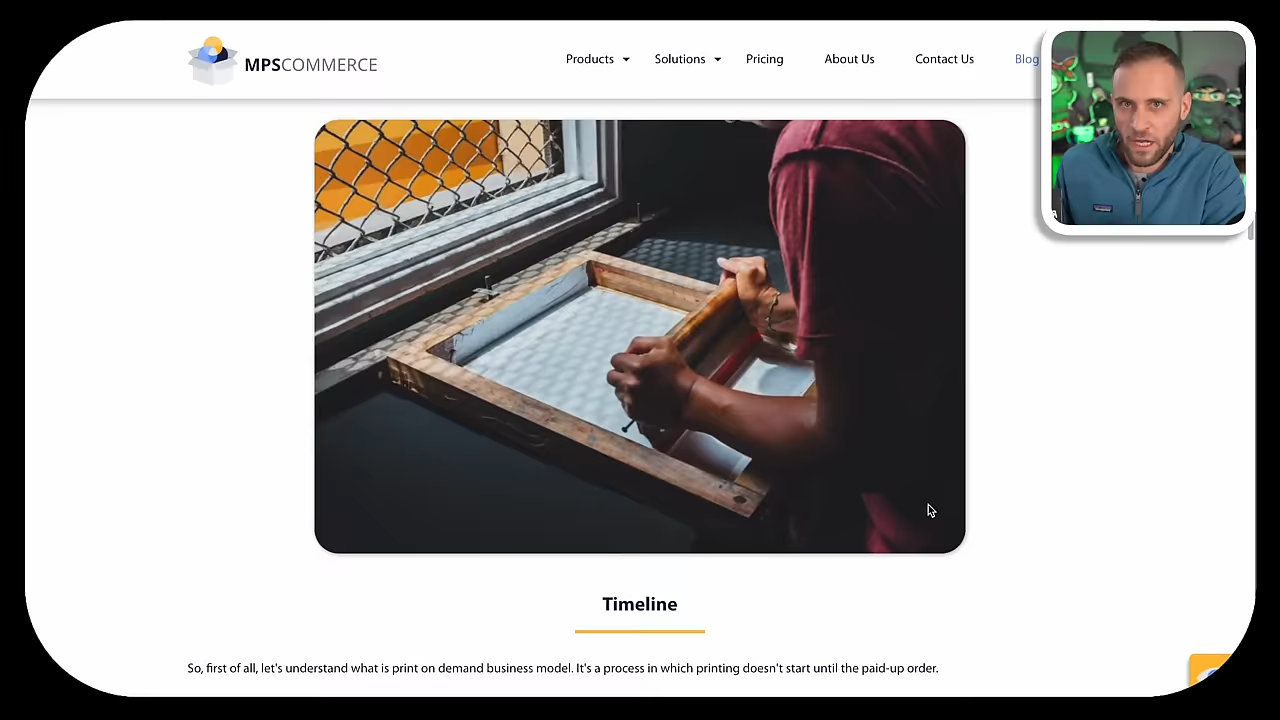 MPSCOMMERCE
Products
Solutions
Pricing
About Us
Contact Us
Blog
Timeline
So, first of all, let's understand what is print on demand business model. It's a process in which printing doesn't start until the paid-up order.